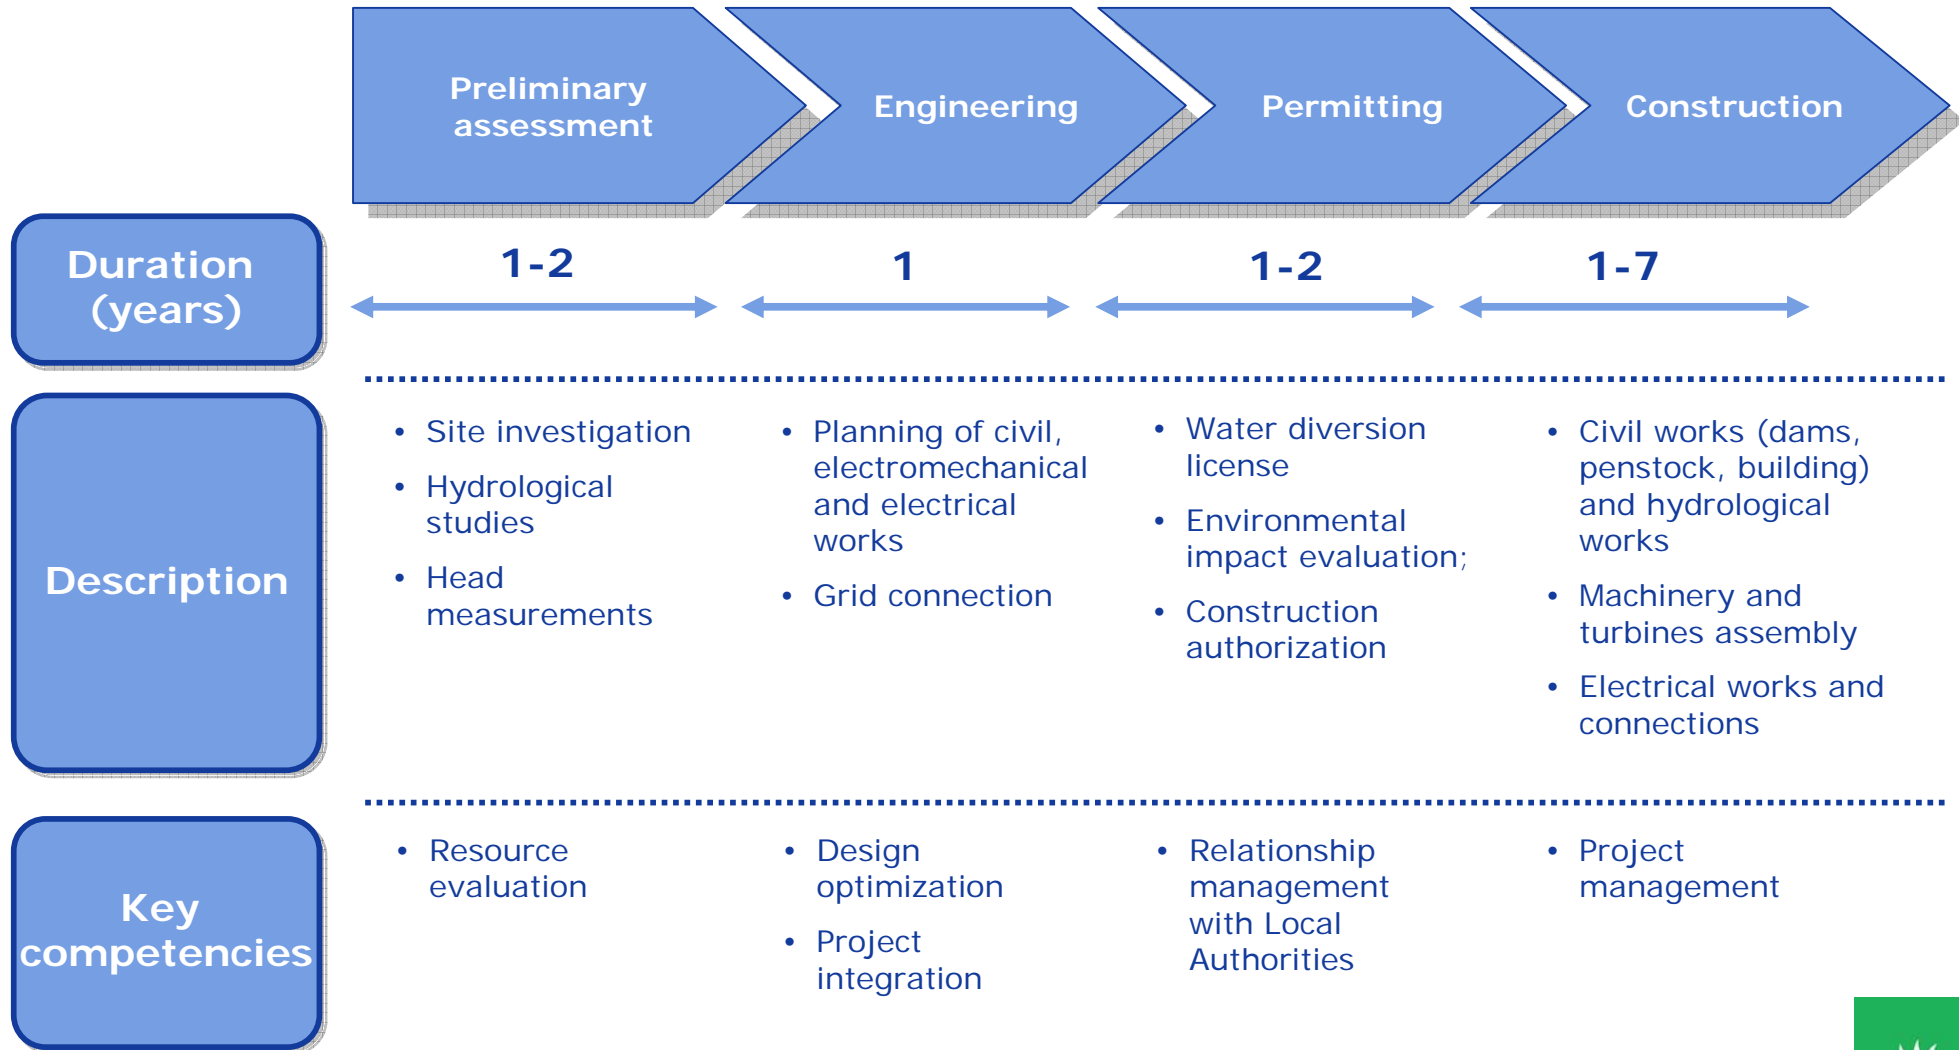 Preliminary
assessment
Engineering
Permitting
Construction
Duration
(years)
1-2
1
1-2
1-7
Description
• Site investigation
• Hydrological
studies
• Head
measurements
• Planning of civil,
electromechanical
and electrical
works
• Grid connection
• Water diversion
license
• Environmental
impact evaluation;
• Construction
authorization
• Civil works (dams,
penstock, building)
and hydrological
works
• Machinery and
turbines assembly
• Electrical works and
connections
Key
competencies
• Resource
evaluation
• Design
optimization
• Project
integration
• Relationship
management
with Local
Authorities
• Project
management